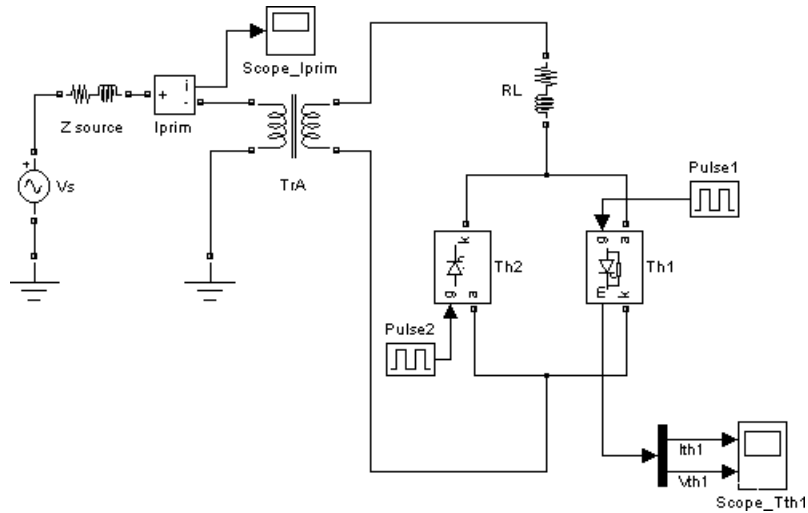 Scope_Iprim
i
+
-
Z source
Iprim
RL
+
Vs
TrA
Pulse1
k
g a
Th2
Th1
g a
m k
Pulse2
Ith1
Vth1
Scope_Tth1